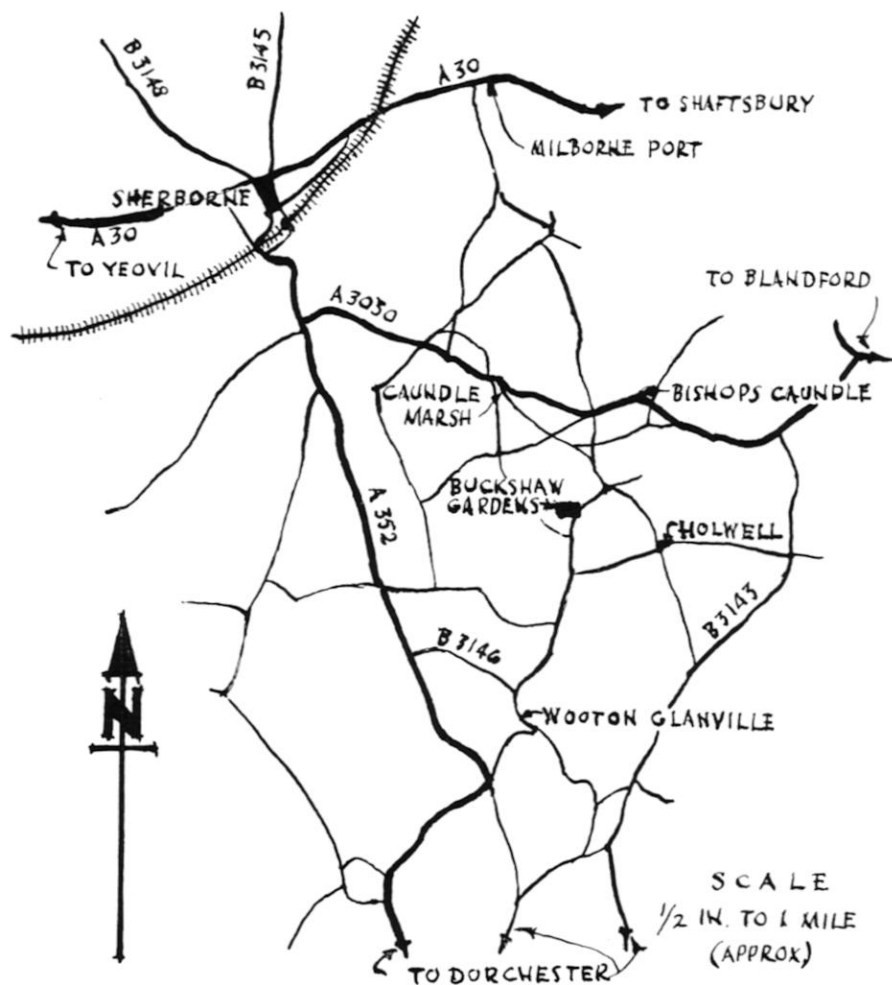 B3148
B3145
A30
TO SHAFTSBURY
MILBORNE PORT
SHERBORNE
A30
TO YEOVIL
TO BLANDFORD
A3030
CAUNDLE
MARSH
BISHOPS CAUNDLE
BUCKSHAW
GARDENS
A352
HOLWELL
B3143
B3146
WOOTON GLANVILLE
N
SCALE
1/2 IN. TO 1 MILE
(APPROX)
TO DORCHESTER